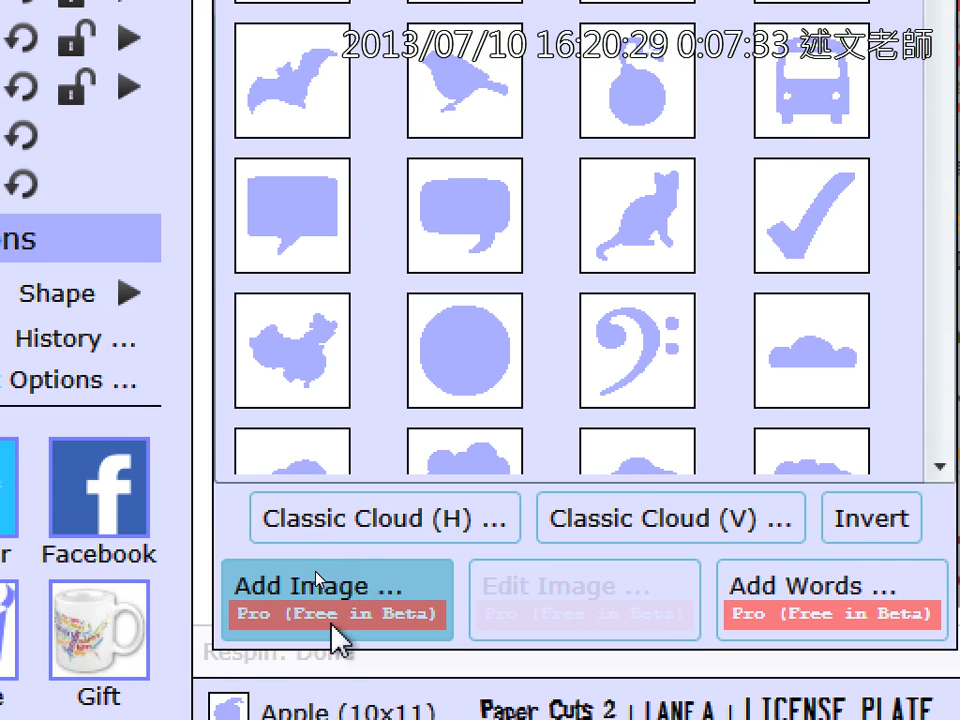 2013/07/10 16:20:29 0:07:33 述文老師
ns
Shape
History ...
Options ...
r
Facebook
Gift
Classic Cloud (H) ...
Classic Cloud (V) ...
Invert
Add Image ...
Pro (Free in Beta)
Edit Image ...
Pro (Free in Beta)
Add Words ...
Pro (Free in Beta)
Respin: Done
Apple (10x11)
Paper Cuts 2 | LANE A | LICENSE PLATE